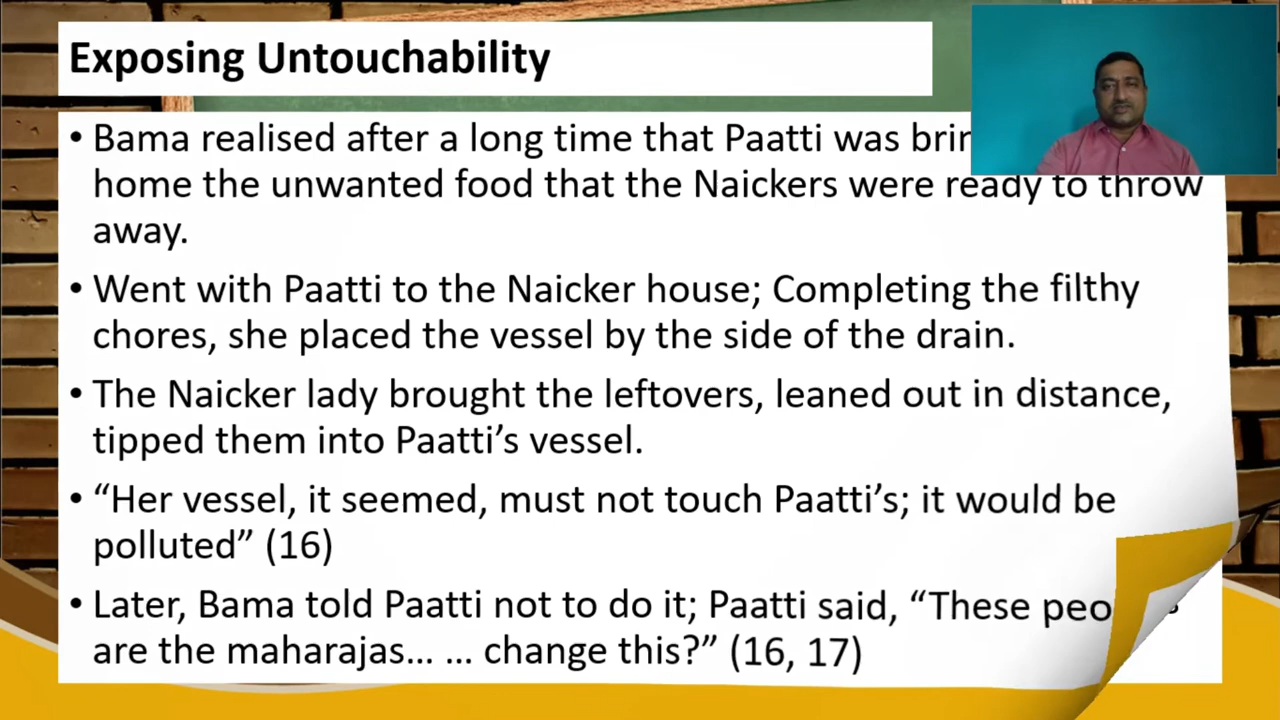 Exposing Untouchability
• Bama realised after a long time that Paatti was
home the unwanted food that the Naickers were ready to throw
away.
• Went with Paatti to the Naicker house; Completing the filthy
chores, she placed the vessel by the side of the drain.
• The Naicker lady brought the leftovers, leaned out in distance,
tipped them into Paatti’s vessel.
• “Her vessel, it seemed, must not touch Paatti’s; it would be
polluted” (16)
• Later, Bama told Paatti not to do it; Paatti said, “These
are the maharajas… … change this?” (16, 17)